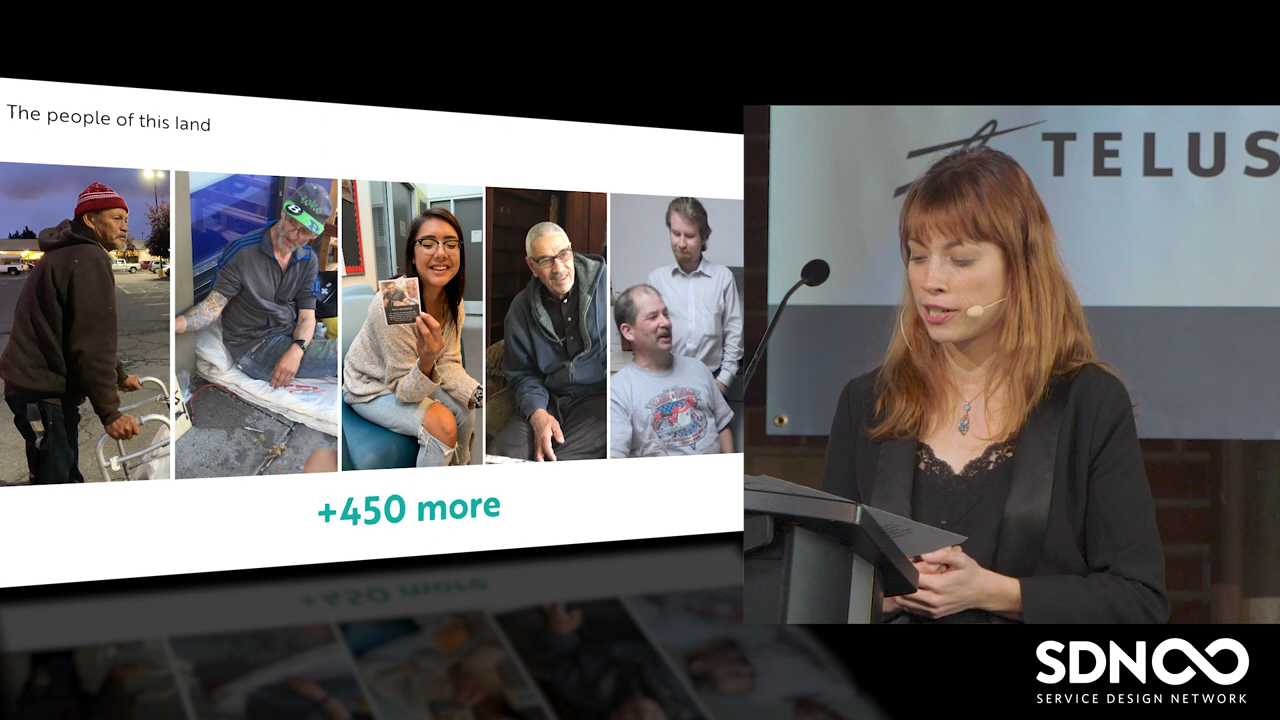 The people of this land
+450 more
TELUS
SDN
SERVICE DESIGN NETWORK